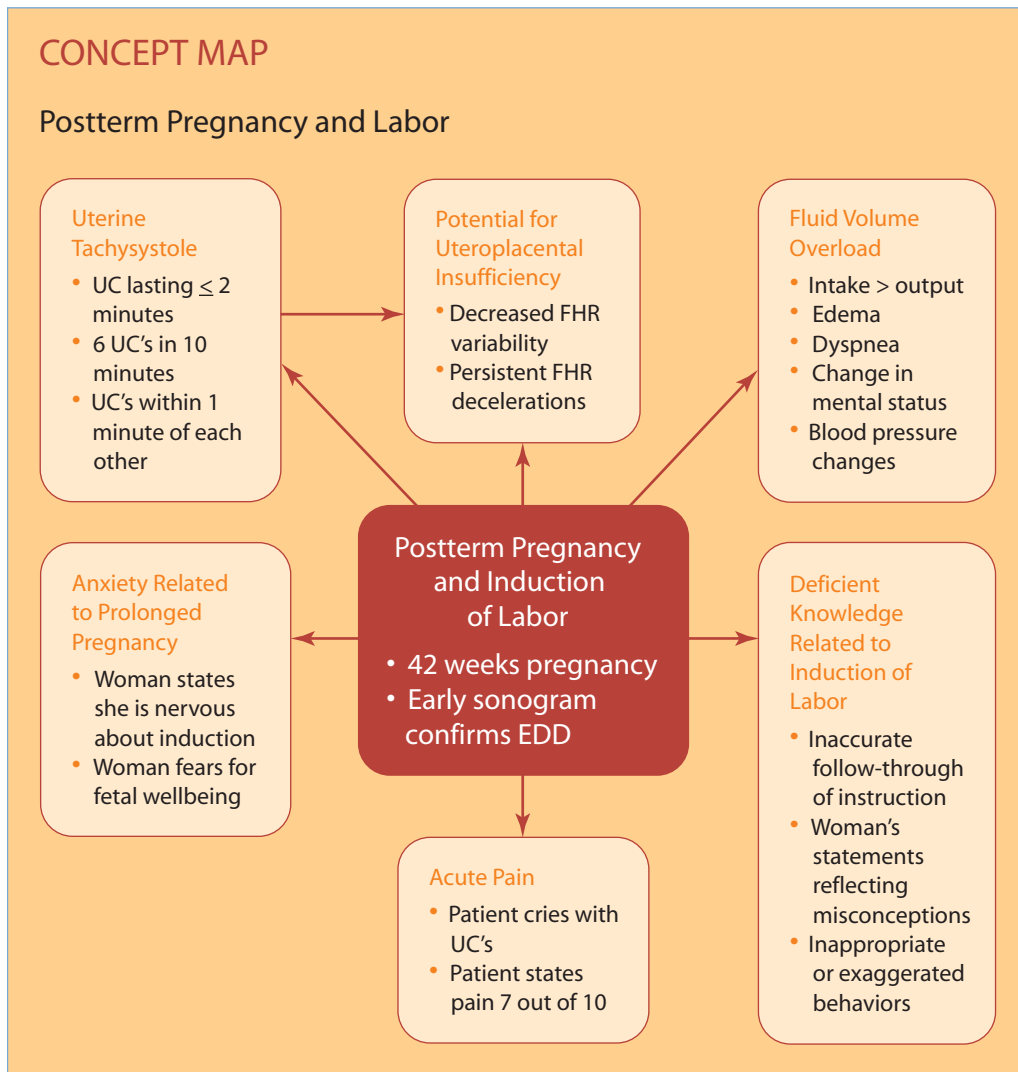 CONCEPT MAP
Postterm Pregnancy and Labor
Uterine
Tachysystole
• UC lasting ≤ 2
minutes
• 6 UC's in 10
minutes
• UC's within 1
minute of each
other
Potential for
Uteroplacental
Insufficiency
• Decreased FHR
variability
• Persistent FHR
decelerations
Fluid Volume
Overload
• Intake > output
• Edema
• Dyspnea
• Change in
mental status
• Blood pressure
changes
Postterm Pregnancy
and Induction
of Labor
• 42 weeks pregnancy
• Early sonogram
confirms EDD
Anxiety Related
to Prolonged
Pregnancy
• Woman states
she is nervous
about induction
• Woman fears for
fetal wellbeing
Deficient
Knowledge
Related to
Induction of
Labor
• Inaccurate
follow-through
of instruction
• Woman's
statements
reflecting
misconceptions
• Inappropriate
or exaggerated
behaviors
Acute Pain
• Patient cries with
UC's
• Patient states
pain 7 out of 10